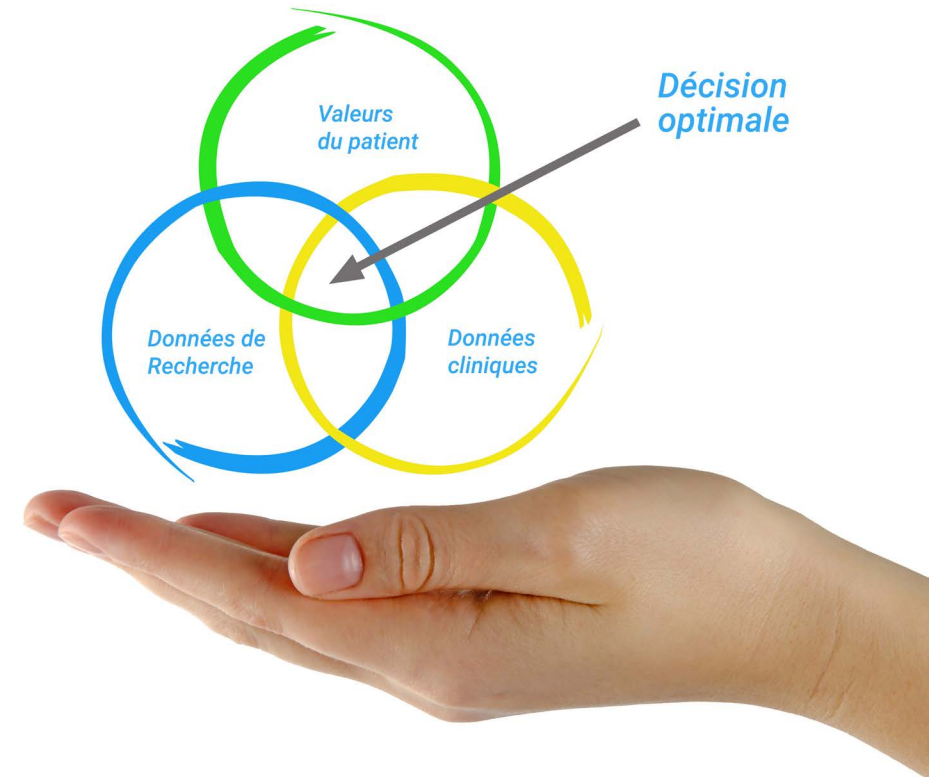 Valeurs
du patient
Décision
optimale
Données de
Recherche
Données
cliniques